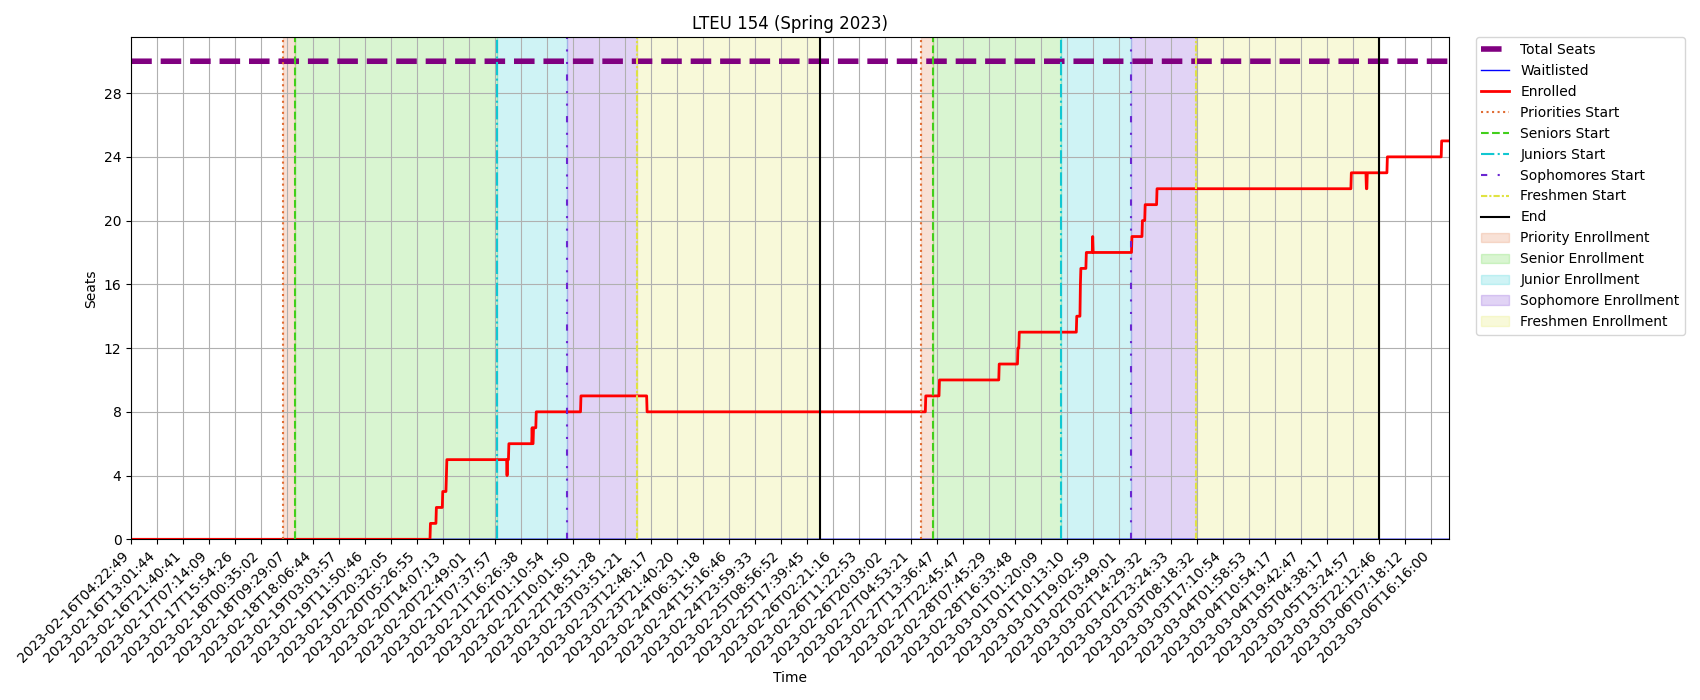 LTEU 154 (Spring 2023)
Seats
28
24
20
16
12
8
4
0
2023-02-16T04:22:49
2023-02-16T13:01:44
2023-02-16T21:40:41
2023-02-17T07:14:09
2023-02-17T15:54:26
2023-02-18T00:35:02
2023-02-18T09:29:07
2023-02-18T18:06:44
2023-02-19T03:03:57
2023-02-19T11:50:46
2023-02-19T20:32:05
2023-02-20T05:26:55
2023-02-20T14:07:13
2023-02-20T22:49:01
2023-02-21T07:37:57
2023-02-21T16:26:38
2023-02-22T01:10:54
2023-02-22T10:01:50
2023-02-22T18:51:28
2023-02-23T03:51:21
2023-02-23T12:48:17
2023-02-23T21:40:20
2023-02-24T06:31:18
2023-02-24T15:16:46
2023-02-24T23:59:33
2023-02-25T08:56:52
2023-02-25T17:39:45
2023-02-26T02:21:16
2023-02-26T11:22:53
2023-02-26T20:03:02
2023-02-27T04:53:21
2023-02-27T13:36:47
2023-02-27T22:45:47
2023-02-28T07:45:29
2023-02-28T16:33:48
2023-03-01T01:20:09
2023-03-01T10:13:10
2023-03-01T19:02:59
2023-03-02T03:49:01
2023-03-02T14:29:32
2023-03-02T23:24:33
2023-03-03T08:18:32
2023-03-03T17:10:54
2023-03-04T01:58:53
2023-03-04T10:54:17
2023-03-04T19:42:47
2023-03-05T04:38:17
2023-03-05T13:24:57
2023-03-05T22:12:46
2023-03-06T07:18:12
2023-03-06T16:16:00
Time
Total Seats
Waitlisted
Enrolled
Priorities Start
Seniors Start
Juniors Start
Sophomores Start
Freshmen Start
End
Priority Enrollment
Senior Enrollment
Junior Enrollment
Sophomore Enrollment
Freshmen Enrollment